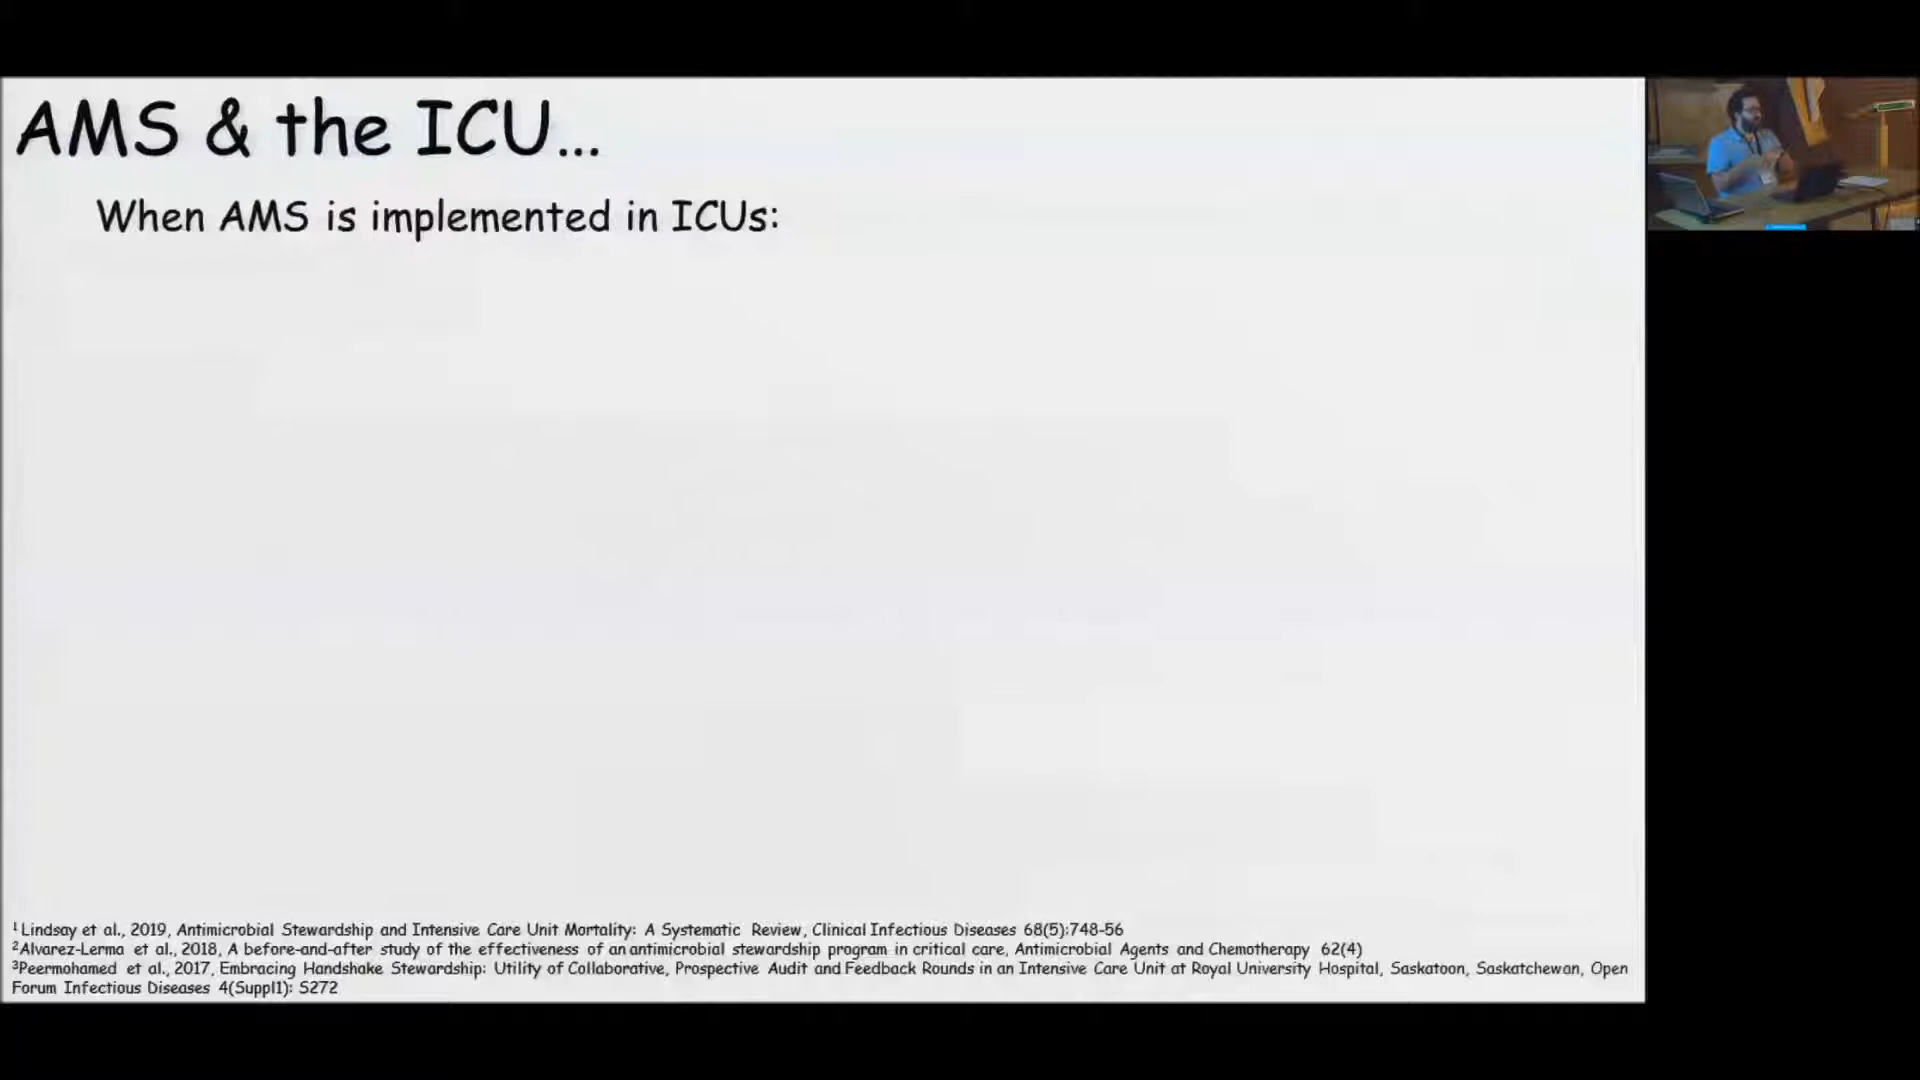 AMS & the ICU...
When AMS is implemented in ICUs:
1Lindsay et al., 2019, Antimicrobial Stewardship and Intensive Care Unit Mortality: A Systematic Review, Clinical Infectious Diseases 68(5):748-56
2Alvarez-Lerma et al., 2018, A before-and-after study of the effectiveness of an antimicrobial stewardship program in critical care, Antimicrobial Agents and Chemotherapy 62(4)
3Peermohamed et al., 2017, Embracing Handshake Stewardship: Utility of Collaborative, Prospective Audit and Feedback Rounds in an Intensive Care Unit at Royal University Hospital, Saskatoon, Saskatchewan, Open
Forum Infectious Diseases 4(Suppl1): S272